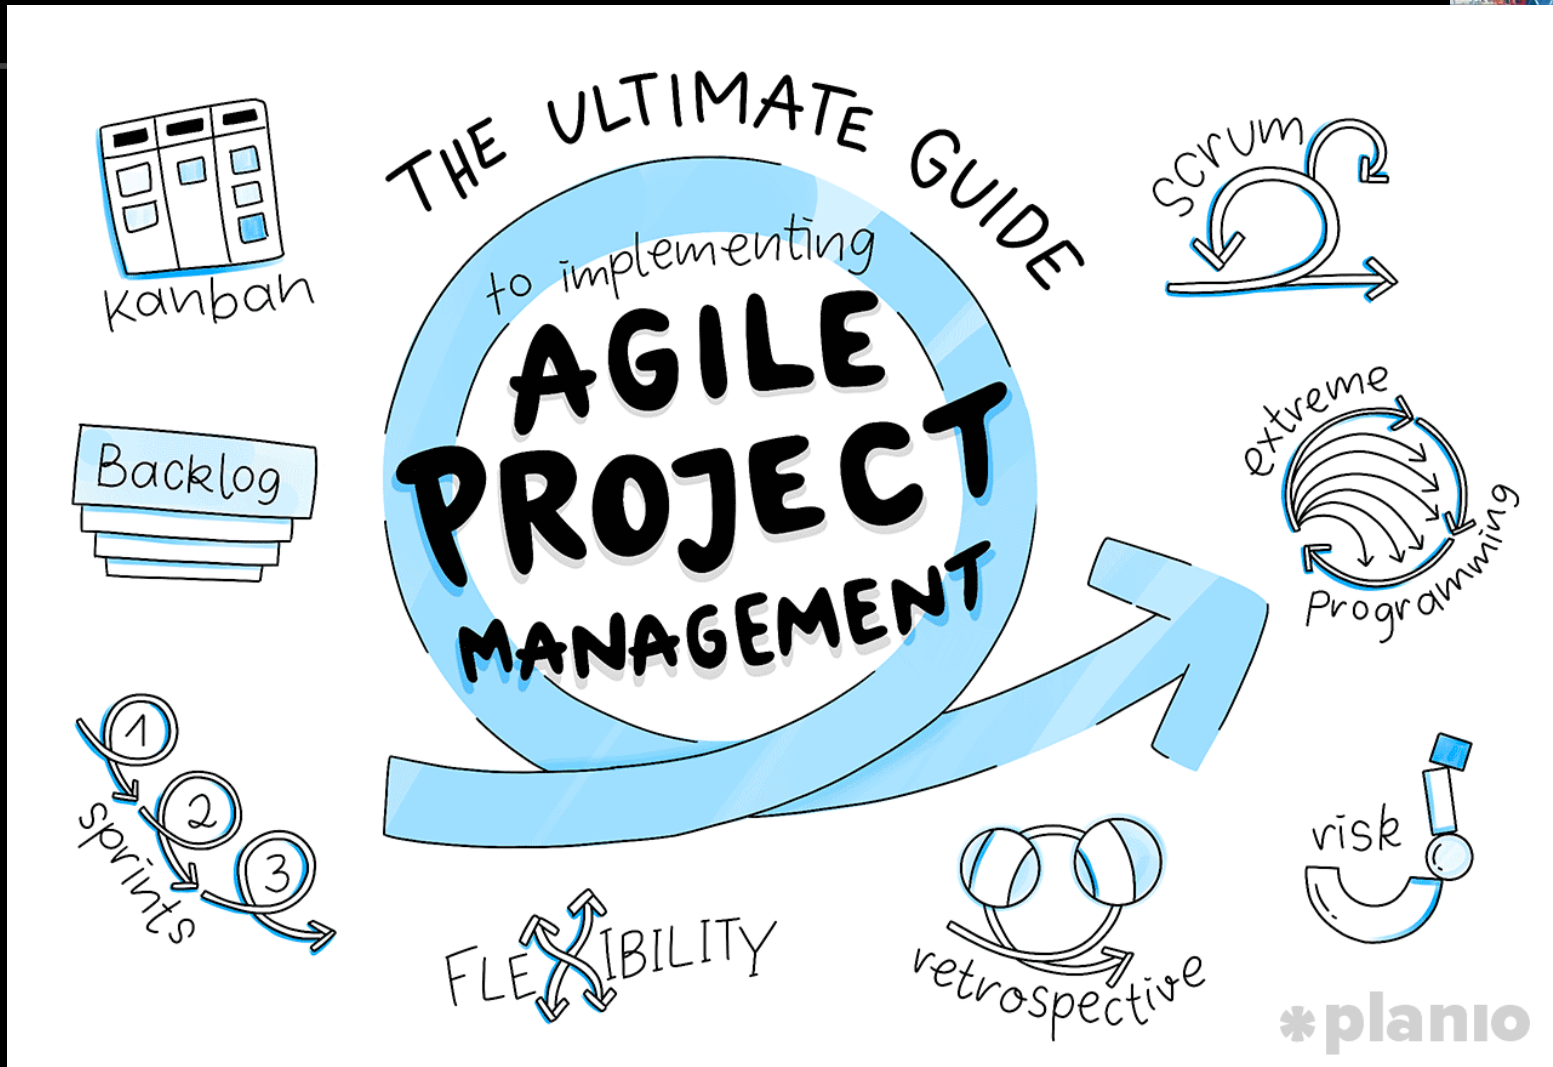 THE ULTIMATE GUIDE
to implementing
AGILE
PROJECT
MANAGEMENT
kanban
scrum
Backlog
extreme
Programming
1
2
3
sprints
FLEXIBILITY
retrospective
risk
*planio